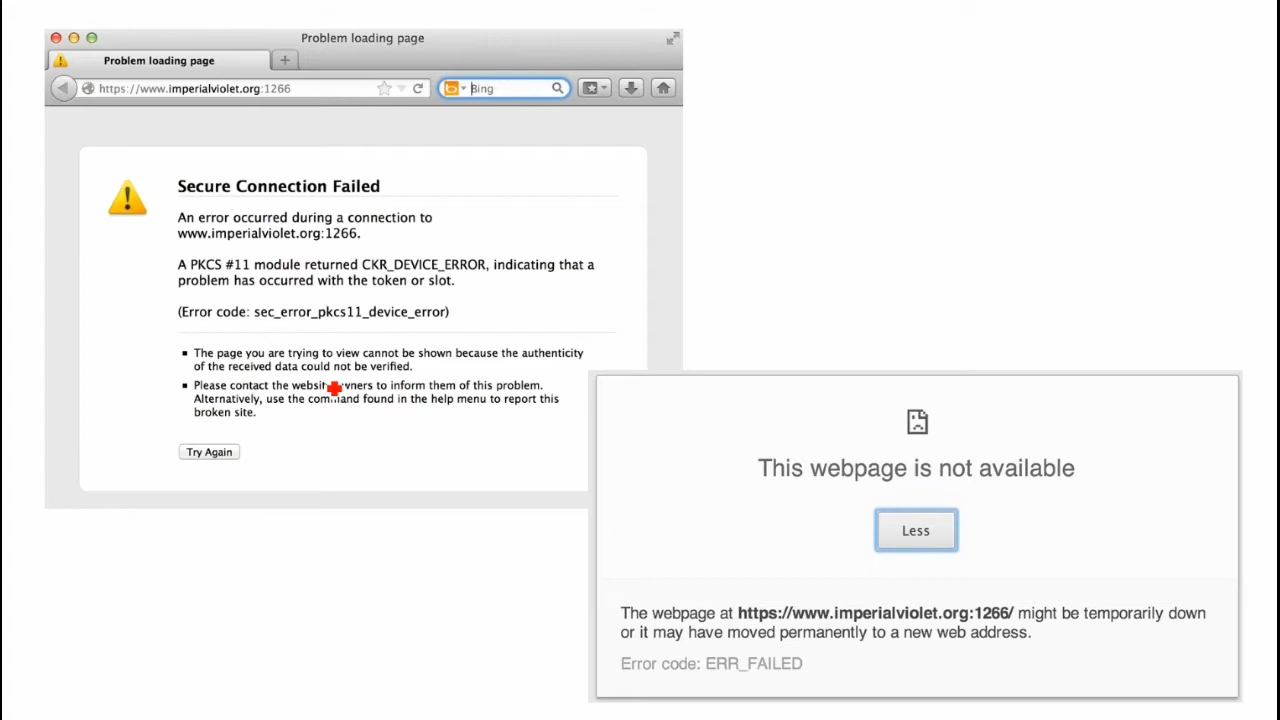 Problem loading page
Problem loading page
https://www.imperialviolet.org:1266
Bing
Secure Connection Failed
An error occurred during a connection to
www.imperialviolet.org:1266.
A PKCS #11 module returned CKR_DEVICE_ERROR, indicating that a
problem has occurred with the token or slot.
(Error code: sec_error_pkcs11_device_error)
The page you are trying to view cannot be shown because the authenticity
of the received data could not be verified.
Please contact the website owners to inform them of this problem.
Alternatively, use the command found in the help menu to report this
broken site.
Try Again
This webpage is not available
Less
The webpage at https://www.imperialviolet.org:1266/ might be temporarily down
or it may have moved permanently to a new web address.
Error code: ERR_FAILED